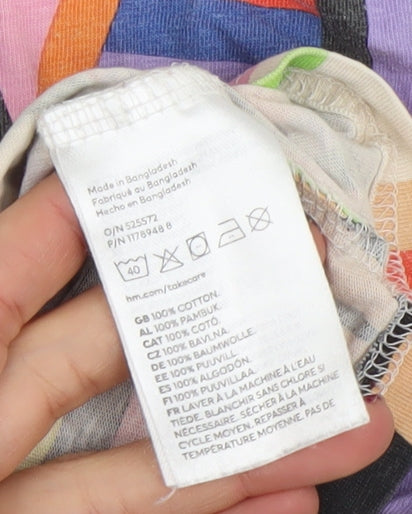 Made in Bangladesh
Fabriqué au Bangladesh
Hecho en Bangladesh
O/N 525572
P/N 1178948 8
40
hm.com/takecare
GB 100% COTTON.
AL 100% PAMBUK.
CAT 100% COTÓ.
CZ 100% BAVLNA.
DE 100% BAUMWOLLE.
EE 100% PUUVILL.
ES 100% ALGODÓN.
FI 100% PUUVILLAA.
FR LAVER À LA MACHINE À L'EAU
TIEDE. BLANCHIR SANS CHLORE SI
NÉCESSAIRE. SÉCHER À LA MACHINE
CYCLE MOYEN. REPASSER À
TEMPÉRATURE MOYENNE. PAS DE